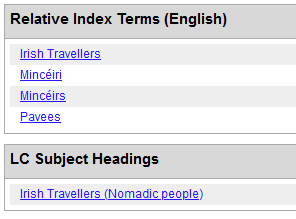 Relative Index Terms (English)
Irish Travellers
Mincéiri
Mincéirs
Pavees
LC Subject Headings
Irish Travellers (Nomadic people)